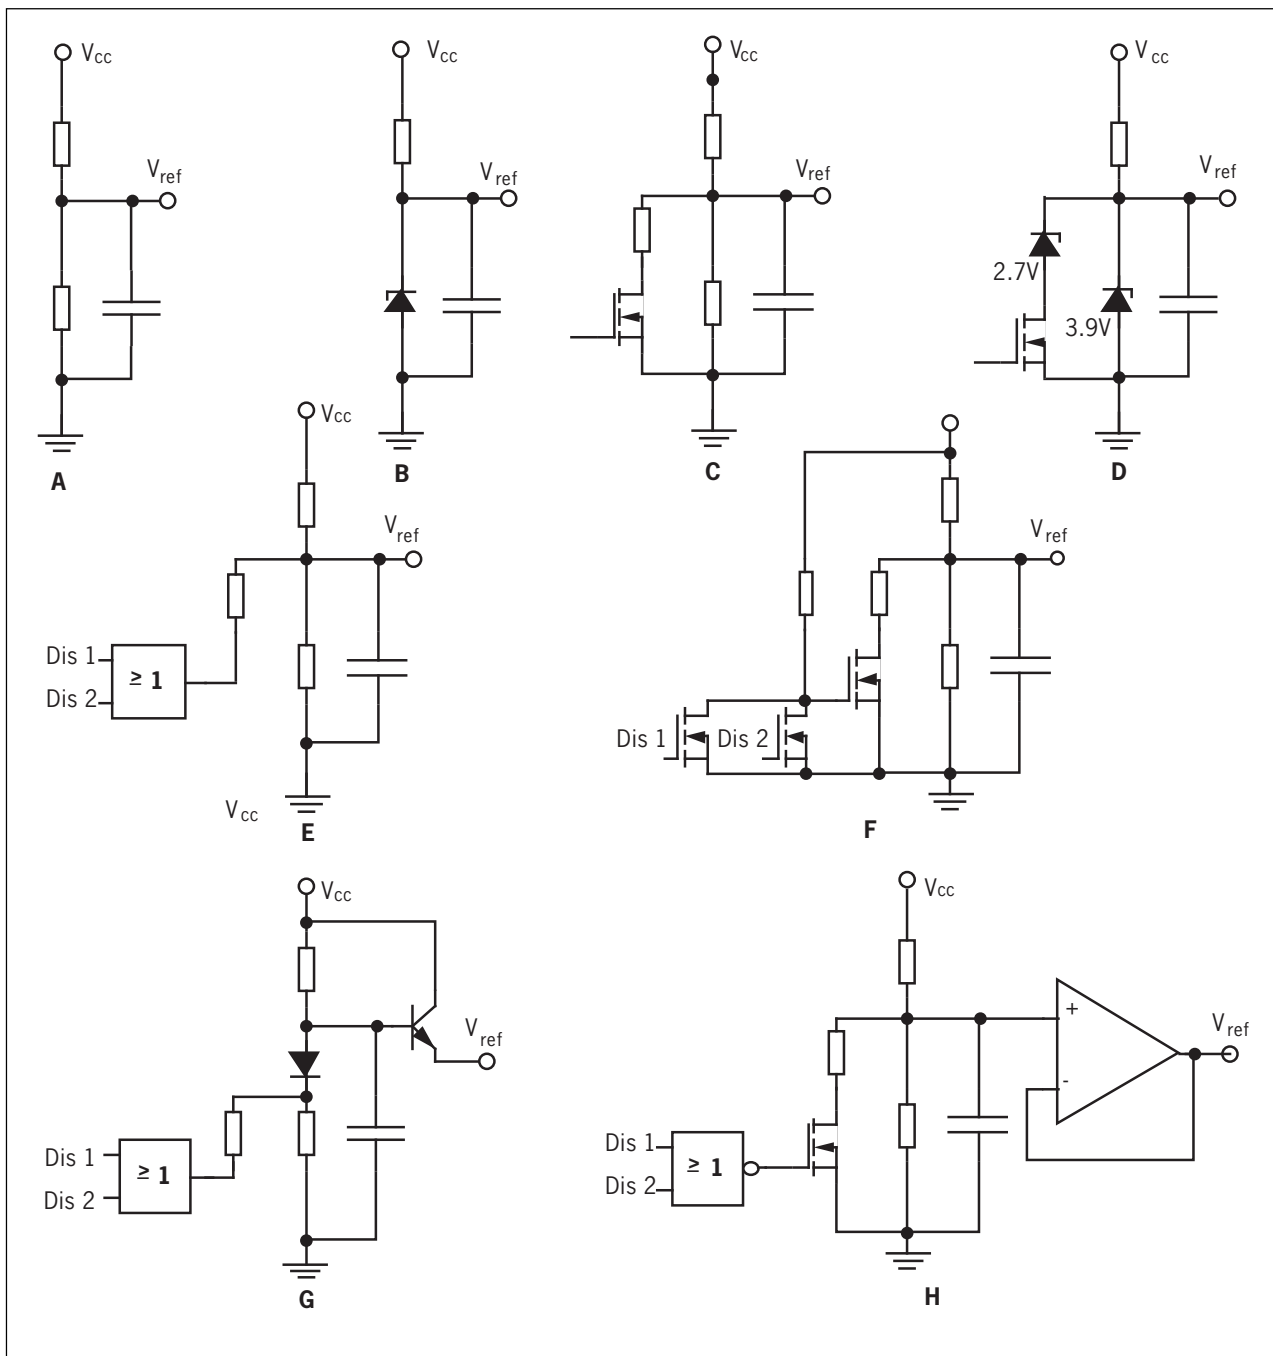 Vcc
Vcc
Vcc
Vcc
Vref
Vref
Vref
Vref
2.7V
3.9V
A
B
C
D
Vcc
Vref
Vref
Dis 1
≥ 1
Dis 2
Dis 1
Dis 2
Vcc
E
F
Vcc
Vcc
Vref
+
Vref
-
Dis 1
≥ 1
Dis 2
Dis 1
≥ 1
Dis 2
G
H